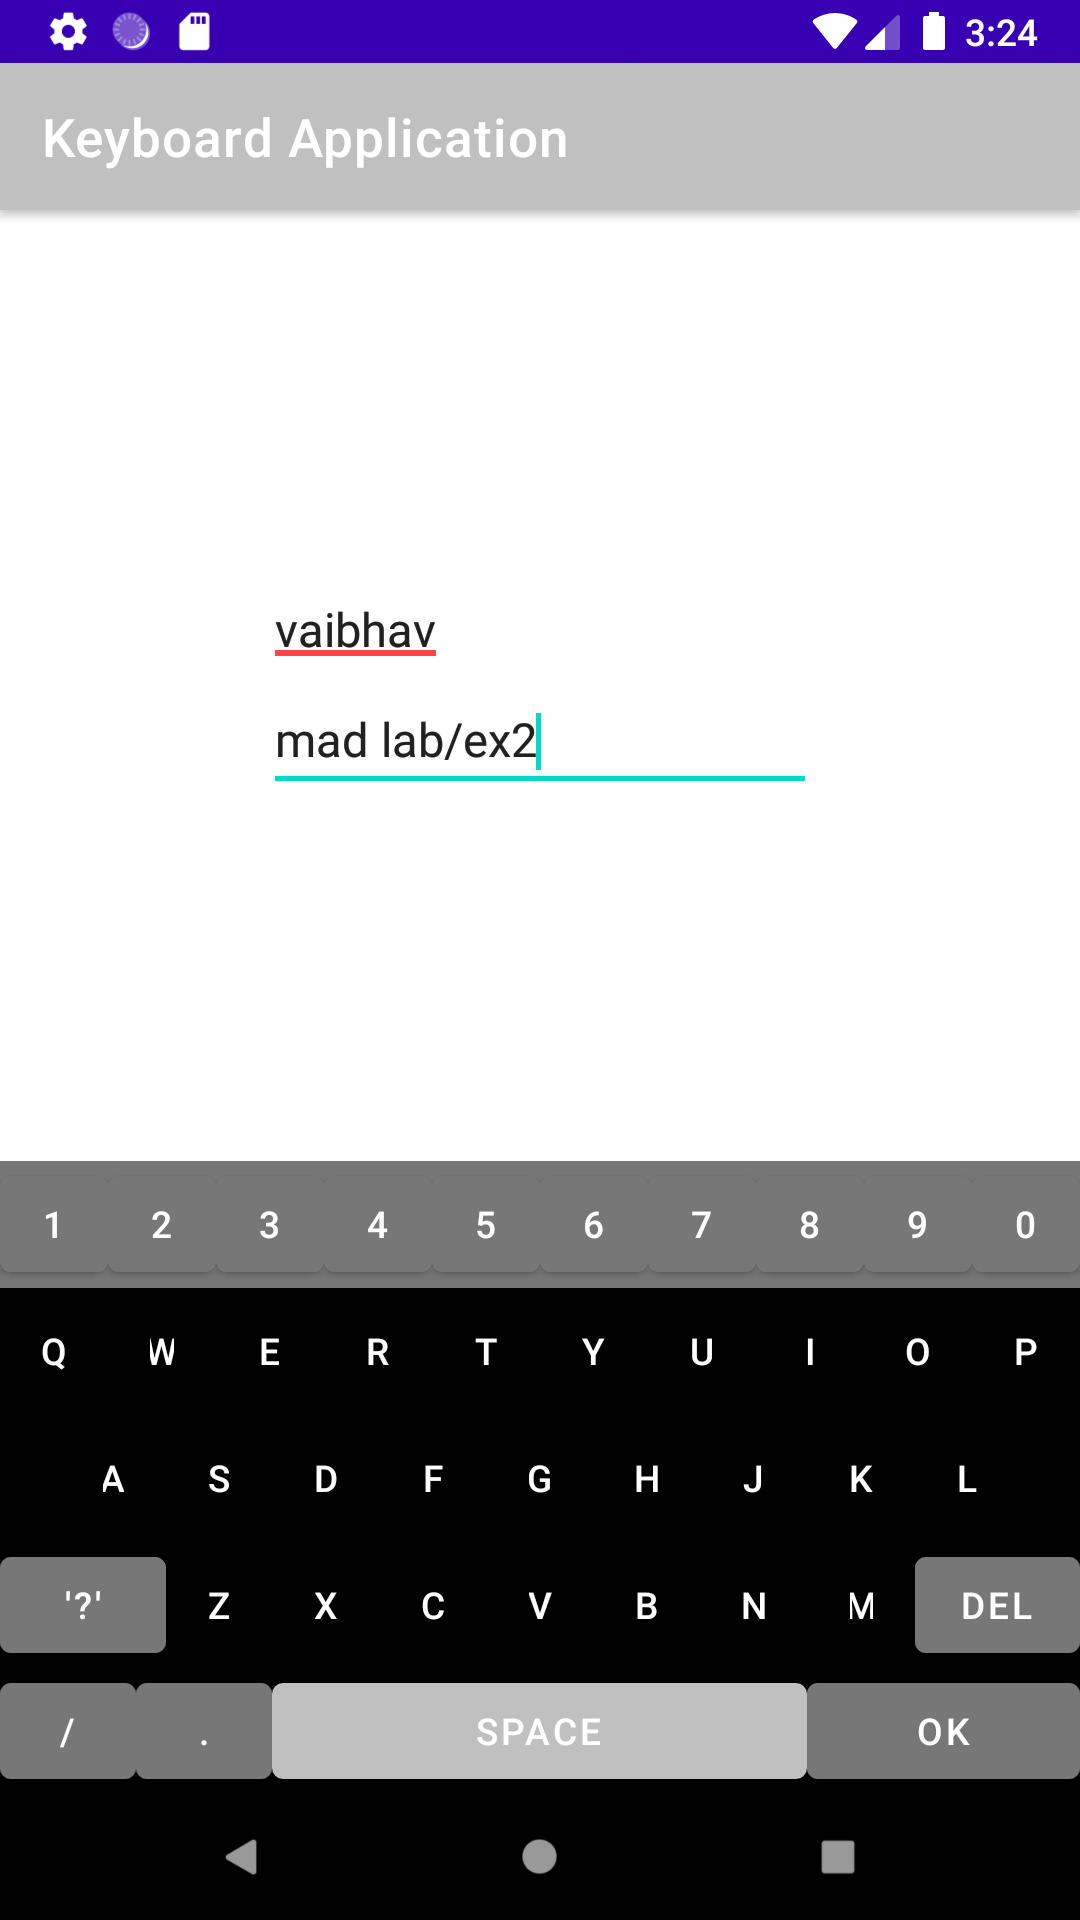 3:24
Keyboard Application
vaibhav
mad lab/ex2
1 2 3 4 5 6 7 8 9 0
Q W E R T Y U I O P
A S D F G H J K L
'?' Z X C V B N M DEL
/ . SPACE OK